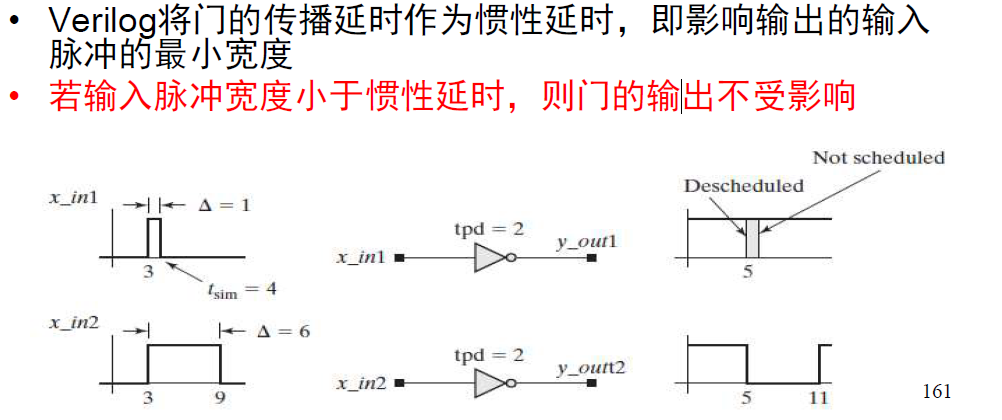 • Verilog将门的传播延时作为惯性延时，即影响输出的输入
脉冲的最小宽度
• 若输入脉冲宽度小于惯性延时，则门的输出不受影响
Not scheduled
Descheduled
x_in1
Δ = 1
tpd = 2
x_in1
y_out1
3
5
tsim = 4
x_in2
Δ = 6
tpd = 2
x_in2
y_outt2
3
9
5
11
161